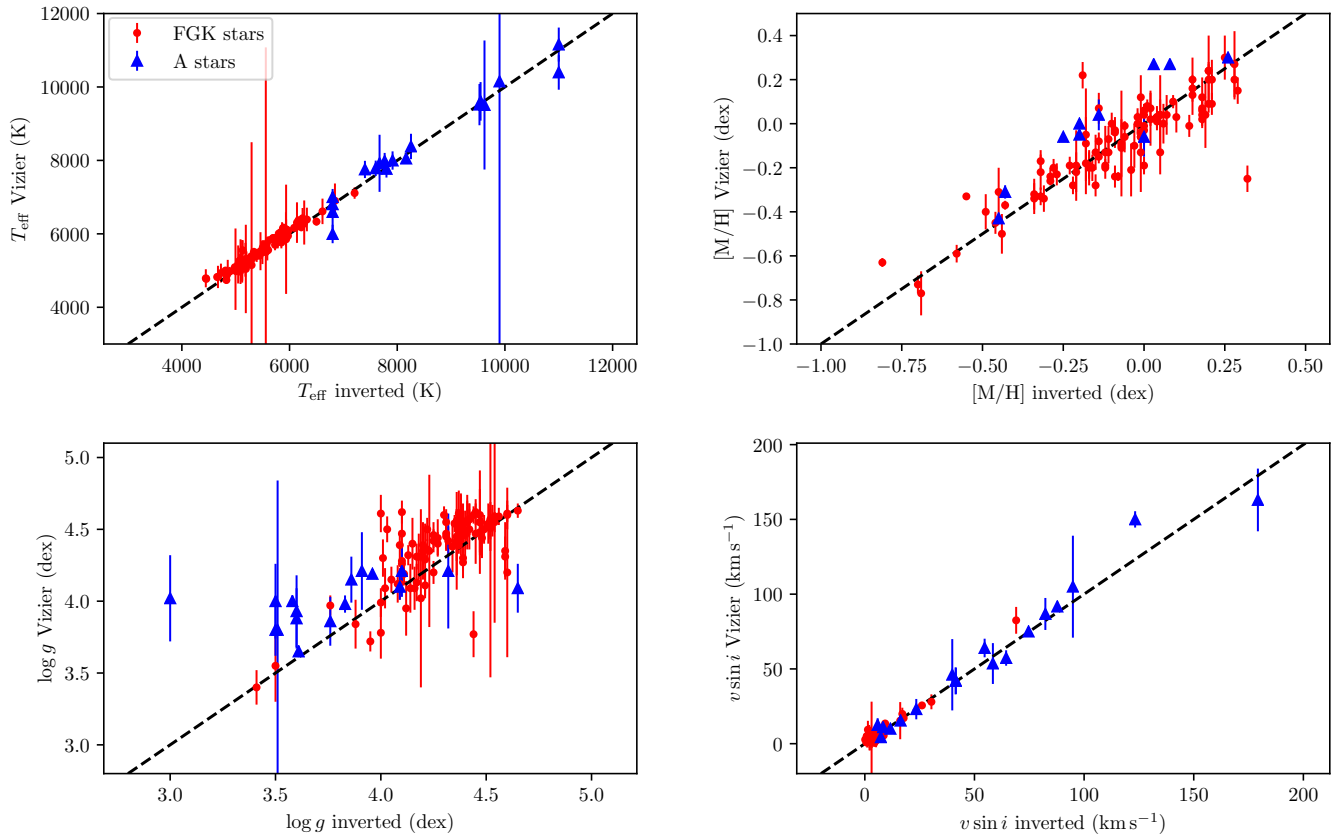 12000
11000
10000
9000
8000
7000
6000
5000
4000
3000
T_eff Vizier (K)
FGK stars
A stars
4000 6000 8000 10000 12000
T_eff inverted (K)
0.4
0.2
0.0
−0.2
−0.4
−0.6
−0.8
−1.0
[M/H] Vizier (dex)
−1.00 −0.75 −0.50 −0.25 0.00 0.25 0.50
[M/H] inverted (dex)
5.0
4.5
4.0
3.5
3.0
log g Vizier (dex)
3.0 3.5 4.0 4.5 5.0
log g inverted (dex)
200
150
100
50
0
v sin i Vizier (km s⁻¹)
0 50 100 150 200
v sin i inverted (km s⁻¹)